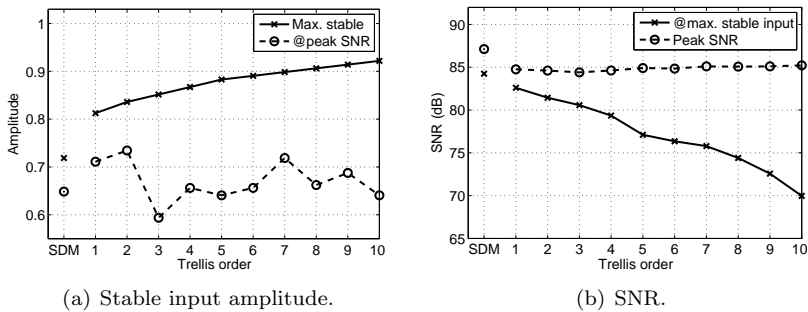 1
0.9
0.8
0.7
0.6
Amplitude
Max. stable
@peak SNR
SDM 1 2 3 4 5 6 7 8 9 10
Trellis order
(a) Stable input amplitude.
90
85
80
75
70
65
SNR (dB)
@max. stable input
Peak SNR
SDM 1 2 3 4 5 6 7 8 9 10
Trellis order
(b) SNR.